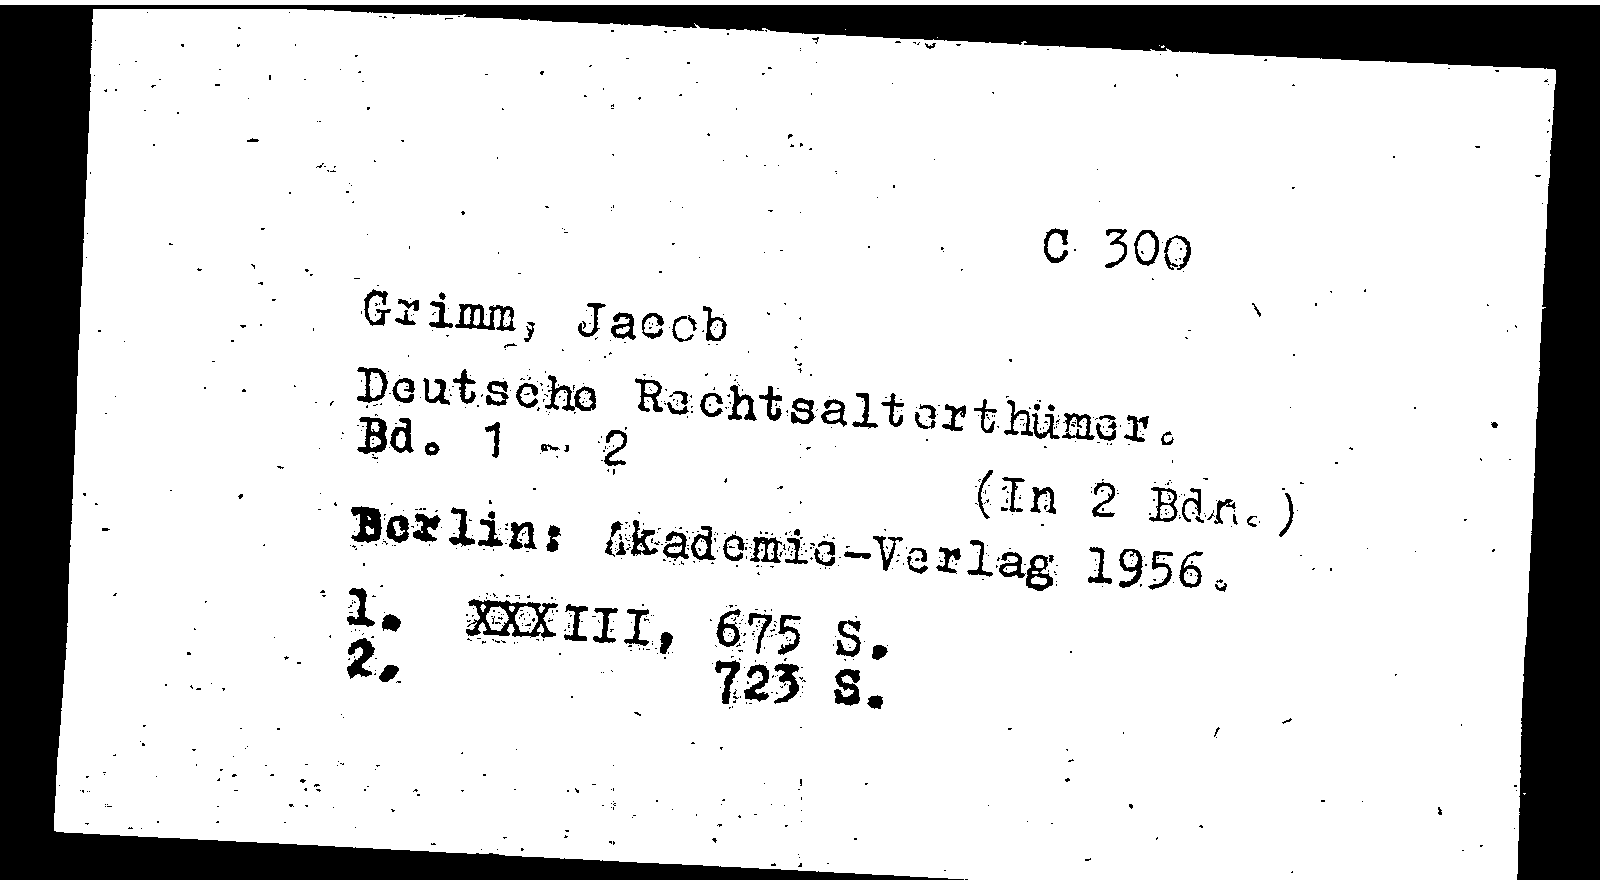 C 300
Grimm, Jacob
Deutsche Rechtsalterthümer.
Bd. 1 - 2
(In 2 Bdn.)
Berlin: Akademie-Verlag 1956.
1. XXXIII, 675 S.
2. 723 S.